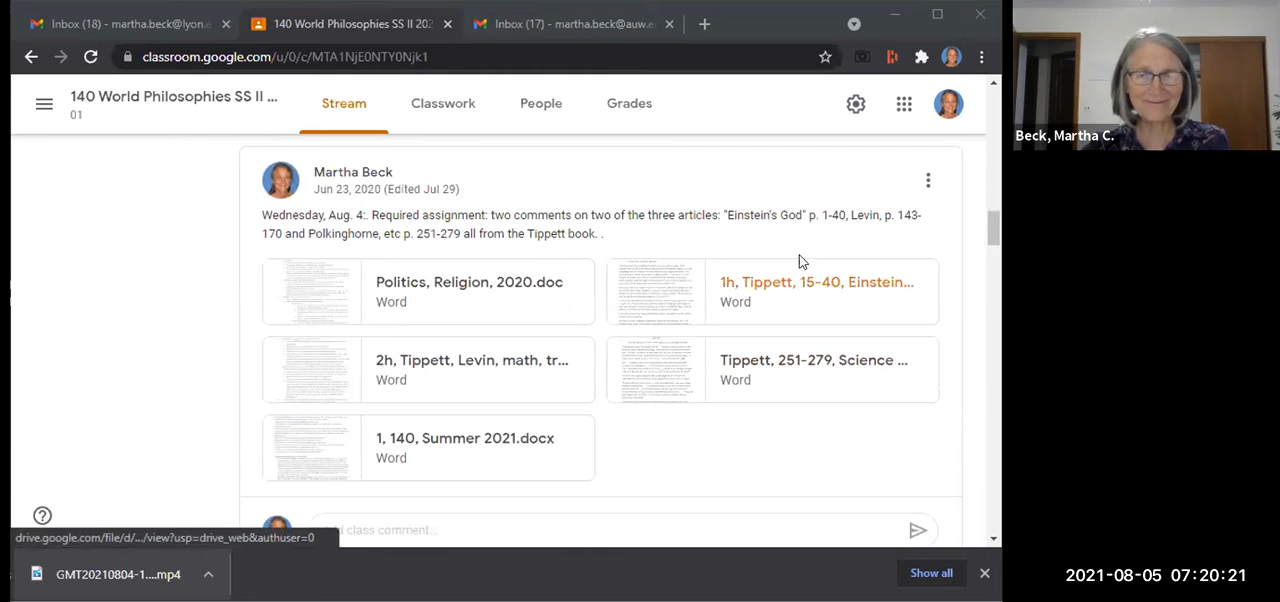 Inbox (18) - martha.beck@lyon.e
140 World Philosophies SS II 202
Inbox (17) - martha.beck@auw.e
classroom.google.com/u/0/c/MTA1NjE0NTY0Njk1
140 World Philosophies SS II ...
01
Stream
Classwork
People
Grades
Beck, Martha C.
Martha Beck
Jun 23, 2020 (Edited Jul 29)
Wednesday, Aug. 4:. Required assignment: two comments on two of the three articles: "Einstein's God" p. 1-40, Levin, p. 143-
170 and Polkinghorne, etc p. 251-279 all from the Tippett book. .
Politics, Religion, 2020.doc
Word
1h, Tippett, 15-40, Einstein...
Word
2h, Tippett, Levin, math, tr...
Word
Tippett, 251-279, Science ...
Word
1, 140, Summer 2021.docx
Word
Add class comment...
drive.google.com/file/d/.../view?usp=drive_web&authuser=0
GMT20210804-1....mp4
Show all
2021-08-05 07:20:21